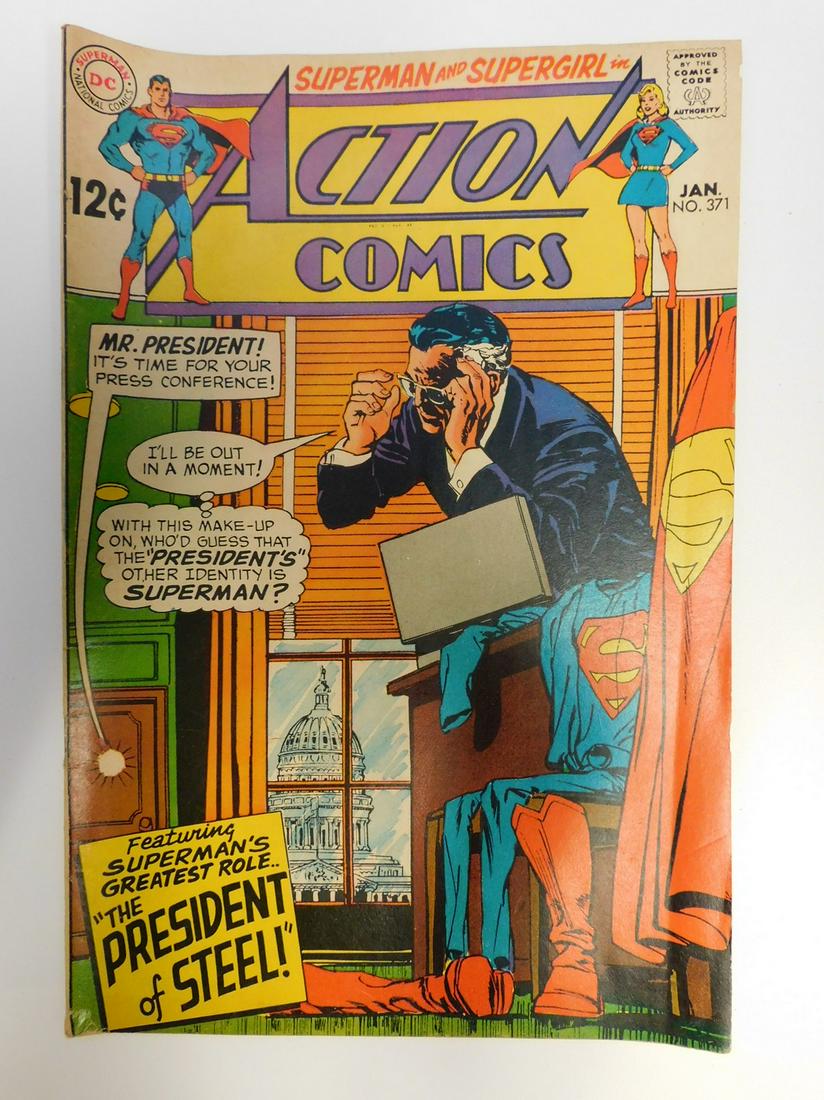 SUPERMAN
DC
NATIONAL COMICS
SUPERMAN AND SUPERGIRL in
APPROVED
BY THE
COMICS
CODE
AUTHORITY
12¢
ACTION
COMICS
JAN.
NO. 371
MR. PRESIDENT!
IT'S TIME FOR YOUR
PRESS CONFERENCE!
I'LL BE OUT
IN A MOMENT!
WITH THIS MAKE-UP
ON, WHO'D GUESS THAT
THE "PRESIDENT'S"
OTHER IDENTITY IS
SUPERMAN?
Featuring
SUPERMAN'S
GREATEST ROLE..
"THE
PRESIDENT
of STEEL!"